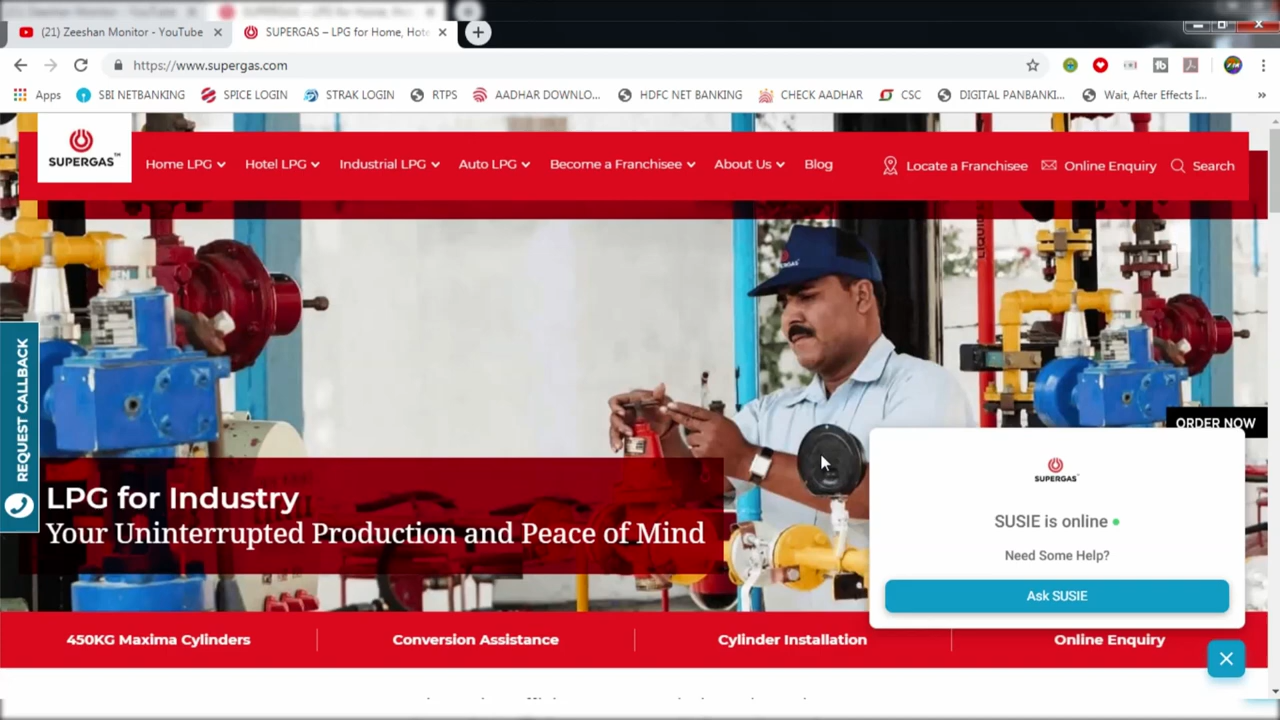 (21) Zeeshan Monitor - YouTube
SUPERGAS – LPG for Home, Hote
https://www.supergas.com
Apps
SBI NETBANKING
SPICE LOGIN
STRAK LOGIN
RTPS
AADHAR DOWNLO...
HDFC NET BANKING
CHECK AADHAR
CSC
DIGITAL PANBANKI...
Wait, After Effects I...
»
SUPERGAS™
Home LPG
Hotel LPG
Industrial LPG
Auto LPG
Become a Franchisee
About Us
Blog
Locate a Franchisee
Online Enquiry
Search
REQUEST CALLBACK
ORDER NOW
LPG for Industry
Your Uninterrupted Production and Peace of Mind
SUPERGAS
SUSIE is online
Need Some Help?
Ask SUSIE
450KG Maxima Cylinders
Conversion Assistance
Cylinder Installation
Online Enquiry